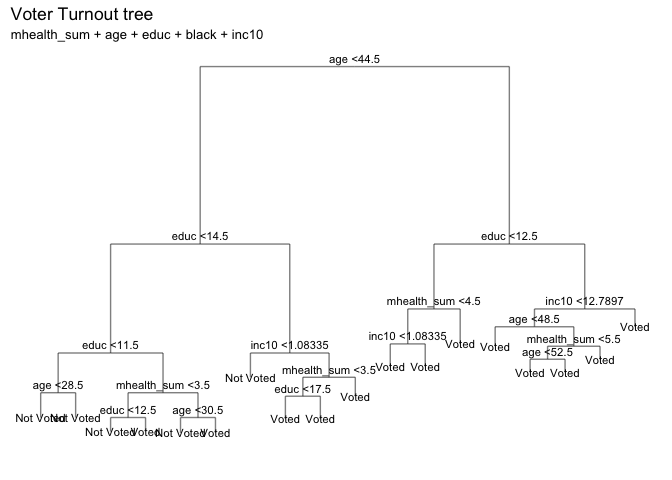 Voter Turnout tree
mhealth_sum + age + educ + black + inc10
age <44.5
educ <14.5
educ <12.5
mhealth_sum <4.5
inc10 <12.7897
age <48.5
Voted
inc10 <1.08335
Voted
Voted
mhealth_sum <5.5
educ <11.5
inc10 <1.08335
age <52.5
Voted
Voted
Voted
Voted
Voted
Not Voted
mhealth_sum <3.5
age <28.5
mhealth_sum <3.5
educ <17.5
Voted
educ <12.5
age <30.5
Not Voted
Not Voted
Voted
Voted
Not Voted
Voted
Not Voted
Voted